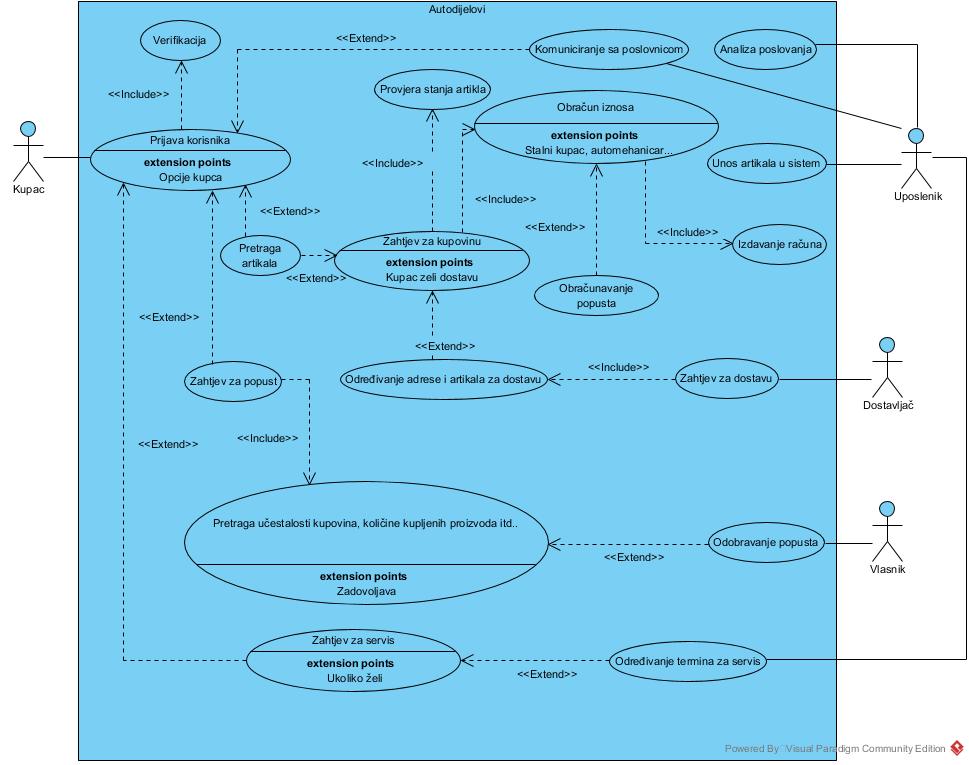 Autodijelovi
Verifikacija
<<Extend>>
Komuniciranje sa poslovnicom
Analiza poslovanja
<<Include>>
Provjera stanja artikla
Obračun iznosa
extension points
Stalni kupac, automehanicar...
Prijava korisnika
extension points
Opcije kupca
Kupac
<<Include>>
Unos artikala u sistem
Uposlenik
<<Include>>
<<Extend>>
<<Extend>>
<<Include>>
Izdavanje računa
Pretraga
artikala
<<Extend>>
Zahtjev za kupovinu
extension points
Kupac zeli dostavu
Obračunavanje
popusta
<<Extend>>
<<Extend>>
Zahtjev za popust
Određivanje adrese i artikala za dostavu
<<Include>>
Zahtjev za dostavu
Dostavljač
<<Extend>>
<<Include>>
Pretraga učestalosti kupovina, količine kupljenih proizvoda itd..
extension points
Zadovoljava
<<Extend>>
Odobravanje popusta
Vlasnik
Zahtjev za servis
extension points
Ukoliko želi
<<Extend>>
Određivanje termina za servis
Powered By Visual Paradigm Community Edition